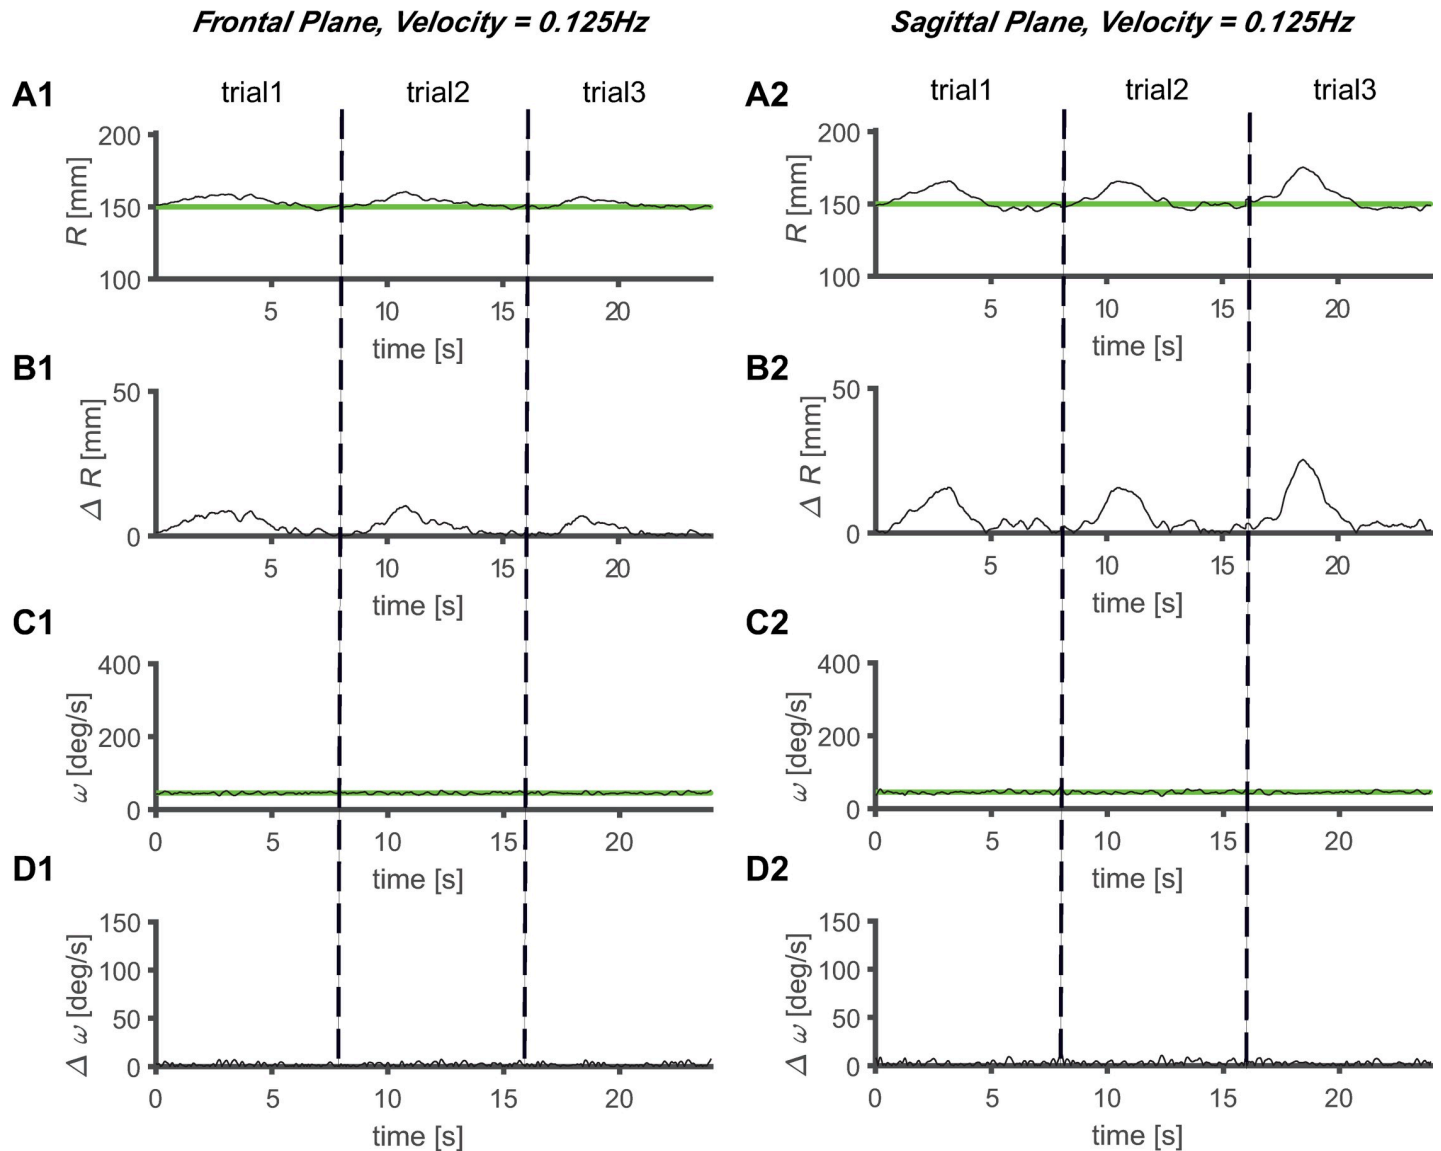 Frontal Plane, Velocity = 0.125Hz
Sagittal Plane, Velocity = 0.125Hz
A1
trial1
trial2
trial3
R [mm]
200
150
100
5
10
15
20
time [s]
A2
trial1
trial2
trial3
R [mm]
200
150
100
5
10
15
20
time [s]
B1
Δ R [mm]
50
0
5
10
15
20
time [s]
B2
Δ R [mm]
50
0
5
10
15
20
time [s]
C1
ω [deg/s]
400
200
0
0
5
10
15
20
time [s]
C2
ω [deg/s]
400
200
0
0
5
10
15
20
time [s]
D1
Δ ω [deg/s]
150
100
50
0
0
5
10
15
20
time [s]
D2
Δ ω [deg/s]
150
100
50
0
0
5
10
15
20
time [s]